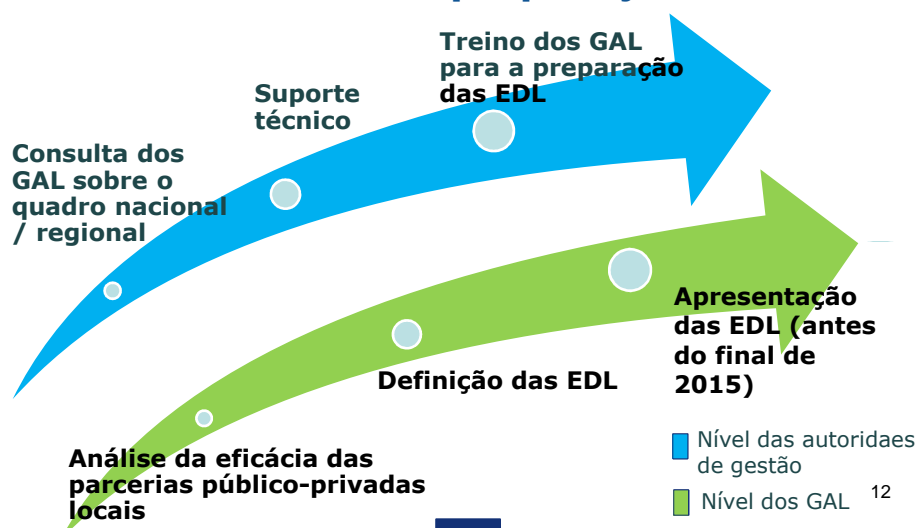 Treino dos GAL
para a preparação
das EDL
Suporte
técnico
Consulta dos
GAL sobre o
quadro nacional
/ regional
Apresentação
das EDL (antes
do final de
2015)
Definição das EDL
Análise da eficácia das
parcerias público-privadas
locais
Nível das autoridaes
de gestão
Nível dos GAL
12